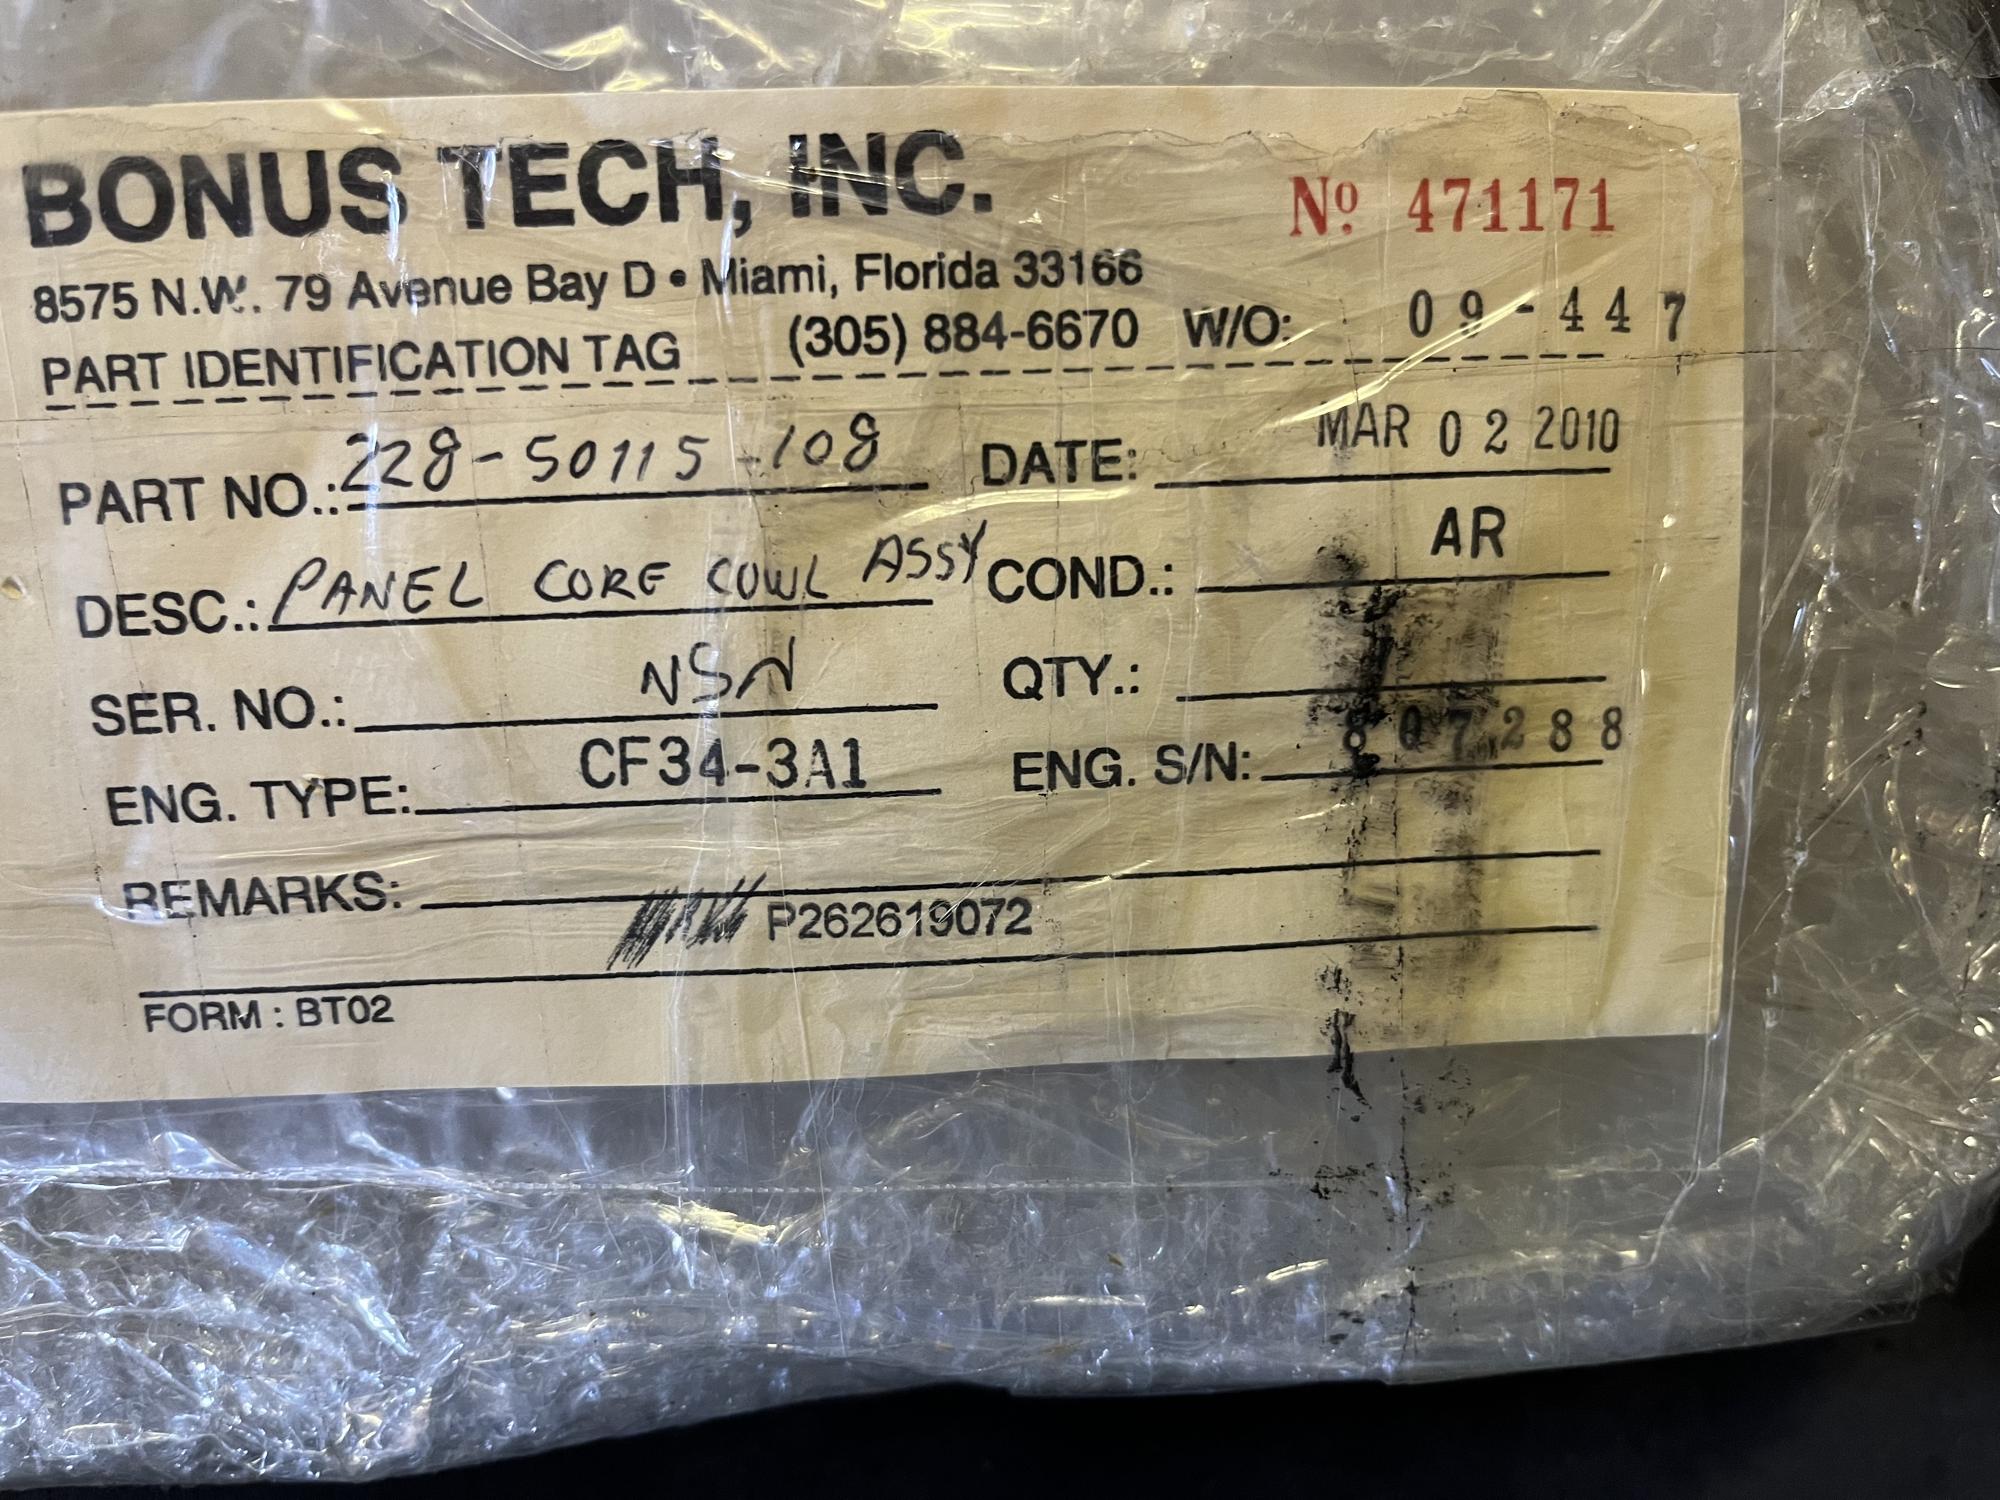 BONUS TECH, INC.
Nº 471171
8575 N.W. 79 Avenue Bay D • Miami, Florida 33166
PART IDENTIFICATION TAG (305) 884-6670 W/O: 09-447
PART NO.: 228-50115-108 DATE: MAR 02 2010
DESC.: PANEL CORE COWL ASSY COND.: AR
SER. NO.: NSN QTY.:
ENG. TYPE: CF34-3A1 ENG. S/N: 807288
REMARKS:
P262619072
FORM : BT02